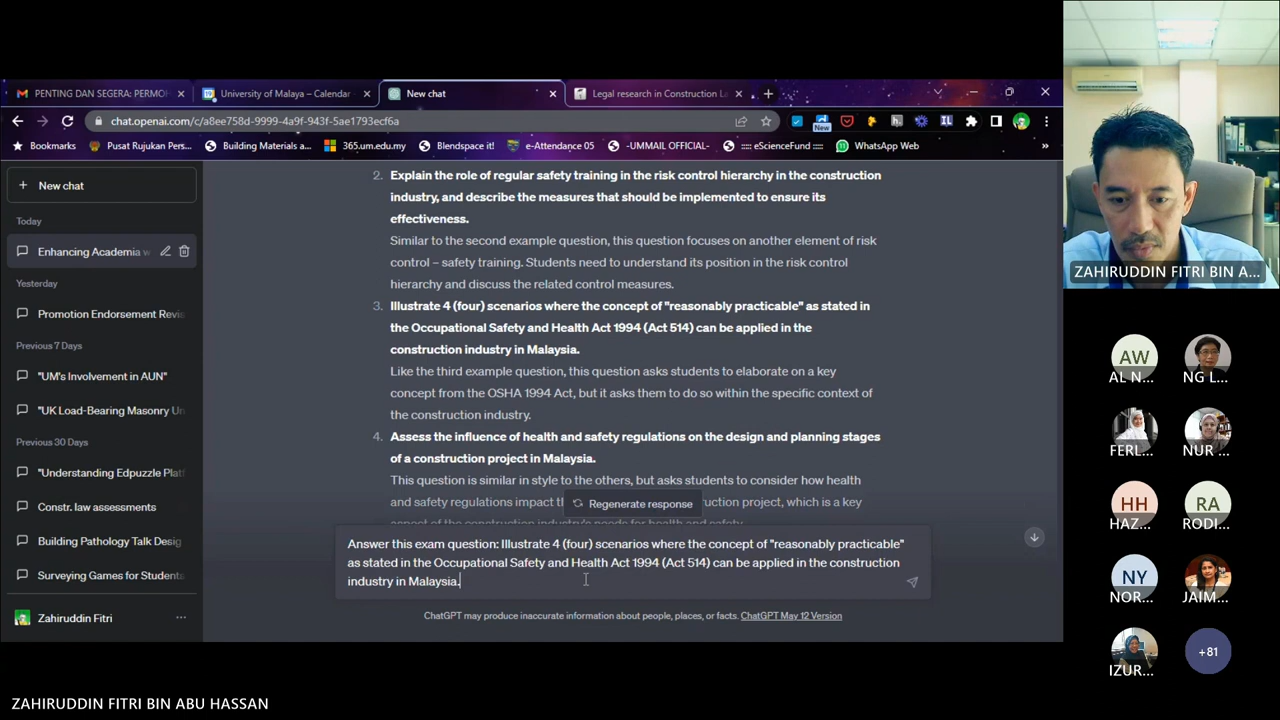 PENTING DAN SEGERA: PERMOH
University of Malaya – Calendar
New chat
Legal research in Construction La
chat.openai.com/c/a8ee758d-9999-4a9f-943f-5ae1793ecf6a
New
Bookmarks
Pusat Rujukan Pers...
Building Materials a...
365.um.edu.my
Blendspace it!
e-Attendance 05
-UMMAIL OFFICIAL-
::::: eScienceFund :::::
WhatsApp Web
New chat
Today
Enhancing Academia w
Yesterday
Promotion Endorsement Revi
Previous 7 Days
"UM's Involvement in AUN"
"UK Load-Bearing Masonry Un
Previous 30 Days
"Understanding Edpuzzle Platf
Constr. law assessments
Building Pathology Talk Desig
Surveying Games for Students
Zahiruddin Fitri
2. Explain the role of regular safety training in the risk control hierarchy in the construction
industry, and describe the measures that should be implemented to ensure its
effectiveness.
Similar to the second example question, this question focuses on another element of risk
control – safety training. Students need to understand its position in the risk control
hierarchy and discuss the related control measures.
3. Illustrate 4 (four) scenarios where the concept of "reasonably practicable" as stated in
the Occupational Safety and Health Act 1994 (Act 514) can be applied in the
construction industry in Malaysia.
Like the third example question, this question asks students to elaborate on a key
concept from the OSHA 1994 Act, but it asks them to do so within the specific context of
the construction industry.
4. Assess the influence of health and safety regulations on the design and planning stages
of a construction project in Malaysia.
This question is similar in style to the others, but asks students to consider how health
and safety regulations impact
Regenerate response
Answer this exam question: Illustrate 4 (four) scenarios where the concept of "reasonably practicable"
as stated in the Occupational Safety and Health Act 1994 (Act 514) can be applied in the construction
industry in Malaysia.
ChatGPT may produce inaccurate information about people, places, or facts. ChatGPT May 12 Version
ZAHIRUDDIN FITRI BIN A...
AW
AL N...
NG L...
FERL...
NUR ...
HH
HAZ...
RA
RODI...
NY
NOR...
JAIM...
IZUR...
+81
ZAHIRUDDIN FITRI BIN ABU HASSAN